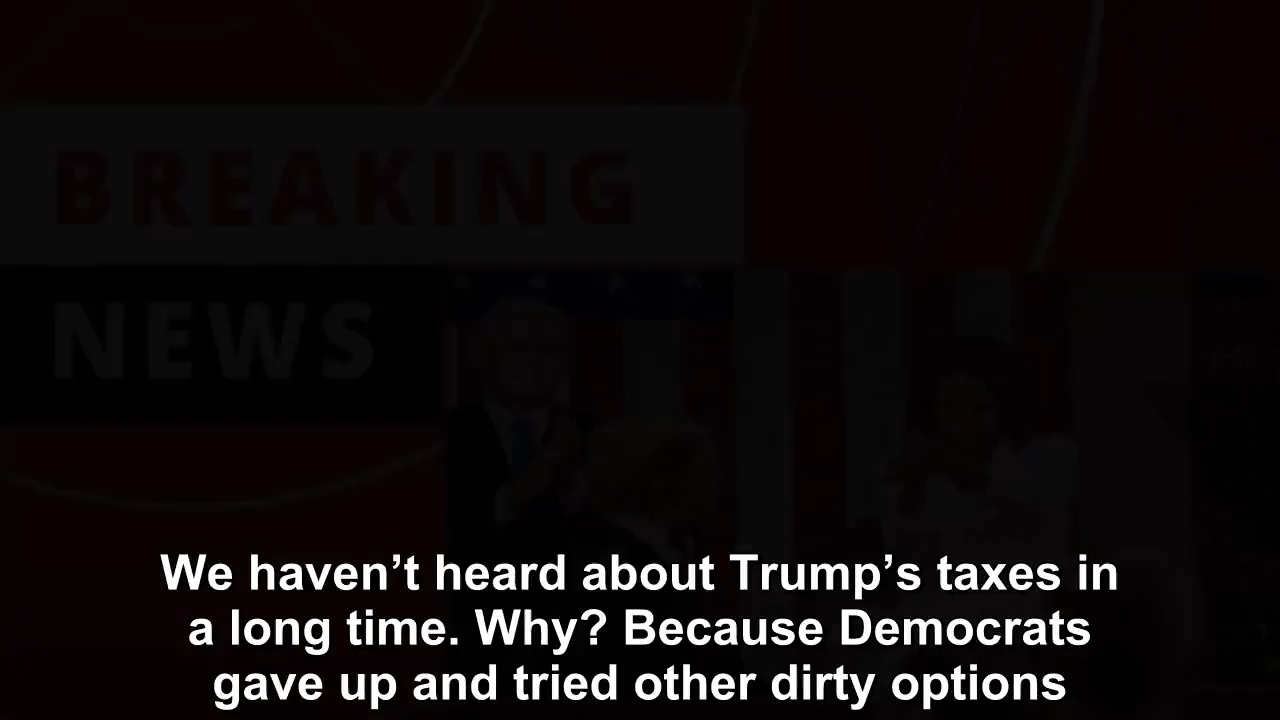 BREAKING
NEWS
We haven’t heard about Trump’s taxes in
a long time. Why? Because Democrats
gave up and tried other dirty options